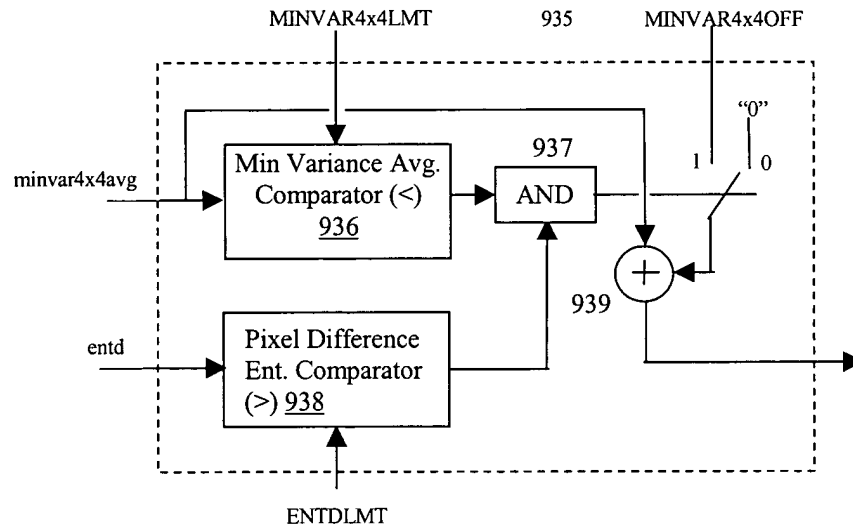 MINVAR4x4LMT 935 MINVAR4x4OFF
“0”
937
1 0
minvar4x4avg
Min Variance Avg.
Comparator (<)
936
AND
+
939
entd
Pixel Difference
Ent. Comparator
(>) 938
ENTDLMT